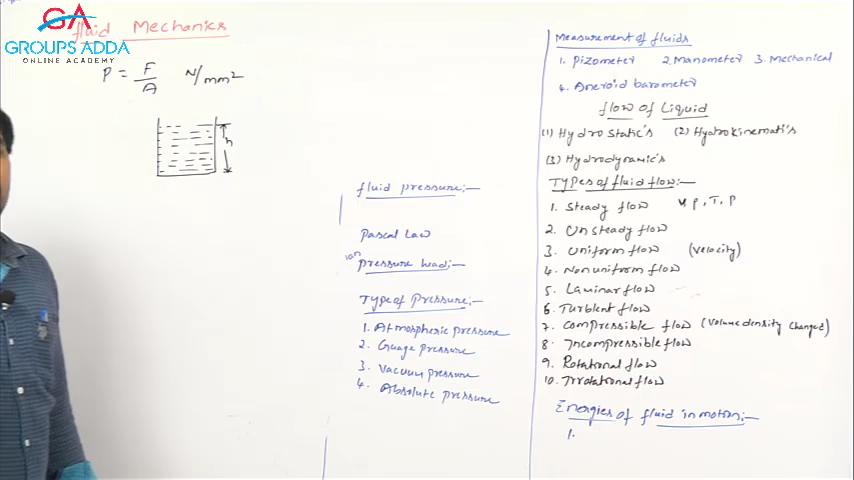 fluid Mechanics
GA
GROUPS ADDA
ONLINE ACADEMY
P = F/A N/mm2
h
fluid pressure:-
Pascal Law
pressure head:-
Type of Pressure:-
1. Atmospheric pressure
2. Guage pressure
3. Vacuum pressure
4. Absolute pressure
Measurement of fluids
1. Pizometer 2. Manometer 3. Mechanical
4. Aneroid barometer
flow of Liquid
(1) Hydrostatic's (2) Hydrokinemati's
(3) Hydrodynamic's
Types of fluid flow:-
1. Steady flow V, P, T, P
2. Unsteady flow
3. Uniform flow (Velocity)
4. Nonuniform flow
5. Laminar flow
6. Turblent flow
7. Compressible flow (Volume density changed)
8. Incompressible flow
9. Rotational flow
10. Irrotational flow
Energies of fluid in motion:-
1.